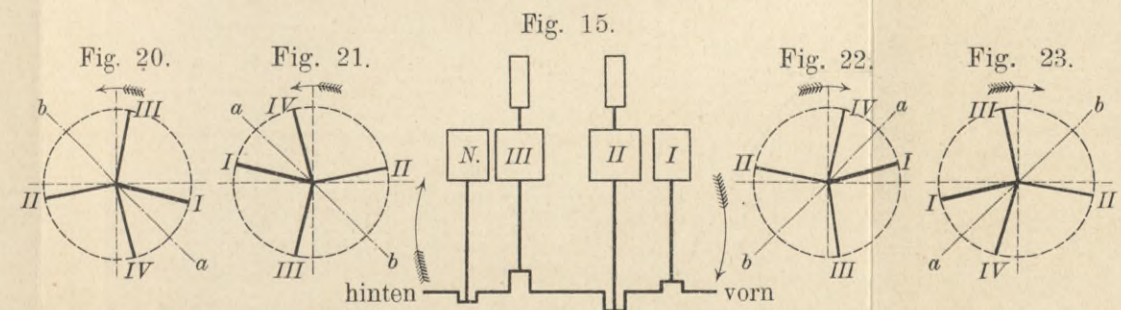 Fig. 15.
Fig. 20.
Fig. 21.
Fig. 22.
Fig. 23.
b III
II I
IV a
a IV
I II
III b
N. III II I
hinten vorn
IV a
II I
b III
III b
I II
a IV